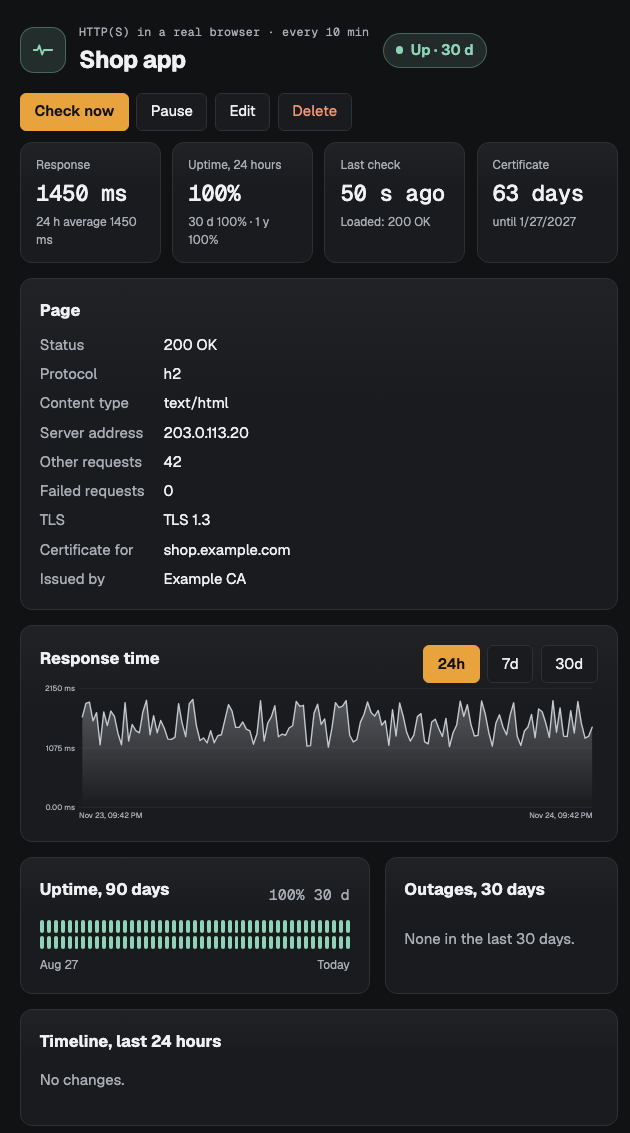 HTTP(S) in a real browser · every 10 min
Shop app
Up · 30 d
Check now
Pause
Edit
Delete
Response
1450 ms
24 h average 1450
ms
Uptime, 24 hours
100%
30 d 100% · 1 y
100%
Last check
50 s ago
Loaded: 200 OK
Certificate
63 days
until 1/27/2027
Page
Status 200 OK
Protocol h2
Content type text/html
Server address 203.0.113.20
Other requests 42
Failed requests 0
TLS TLS 1.3
Certificate for shop.example.com
Issued by Example CA
Response time
24h
7d
30d
2150 ms
1075 ms
0.00 ms
Nov 23, 09:42 PM
Nov 24, 09:42 PM
Uptime, 90 days
100% 30 d
Aug 27
Today
Outages, 30 days
None in the last 30 days.
Timeline, last 24 hours
No changes.